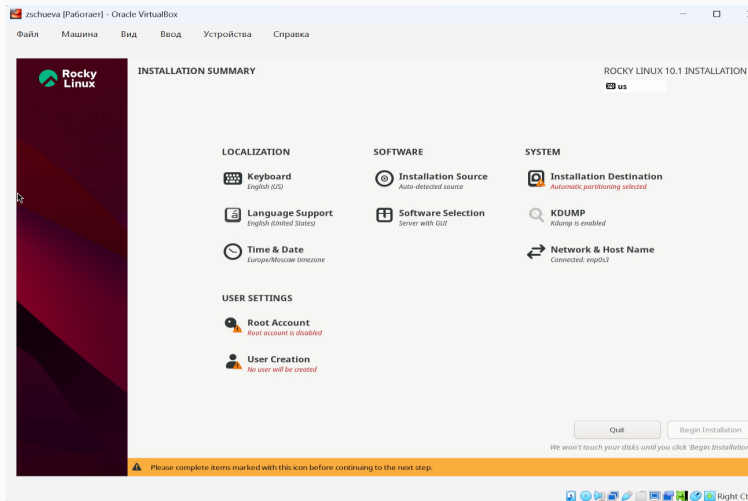 zschueva [Работает] - Oracle VirtualBox
Файл Машина Вид Ввод Устройства Справка
Rocky
Linux
INSTALLATION SUMMARY
ROCKY LINUX 10.1 INSTALLATION
us
LOCALIZATION
Keyboard
English (US)
Language Support
English (United States)
Time & Date
Europe/Moscow timezone
SOFTWARE
Installation Source
Auto-detected source
Software Selection
Server with GUI
SYSTEM
Installation Destination
Automatic partitioning selected
KDUMP
Kdump is enabled
Network & Host Name
Connected: enp0s3
USER SETTINGS
Root Account
Root account is disabled
User Creation
No user will be created
Quit
Begin Installation
We won't touch your disks until you click 'Begin Installation
Please complete items marked with this icon before continuing to the next step.
Right Ct